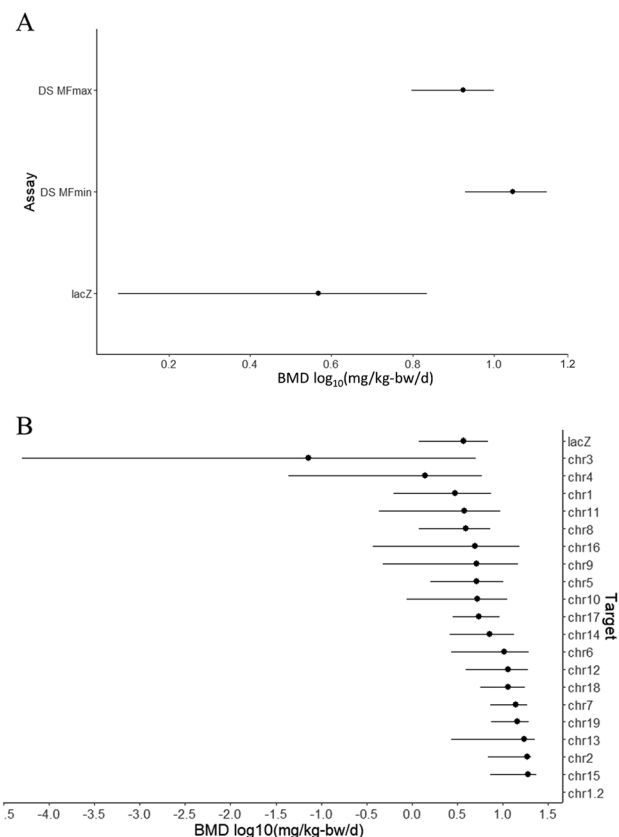 A
Assay
DS MFmax
DS MFmin
lacZ
0.2 0.4 0.6 0.8 1.0 1.2
BMD log10(mg/kg-bw/d)
B
lacZ
chr3
chr4
chr1
chr11
chr8
chr16
chr9
chr5
chr10
chr17
chr14
chr6
chr12
chr18
chr7
chr19
chr13
chr2
chr15
chr1.2
Target
.5 -4.0 -3.5 -3.0 -2.5 -2.0 -1.5 -1.0 -0.5 0.0 0.5 1.0 1.5
BMD log10(mg/kg-bw/d)